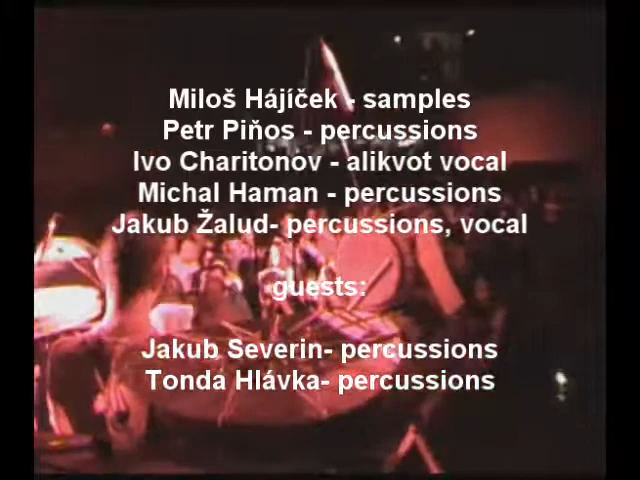 Miloš Hájíček - samples
Petr Piňos - percussions
Ivo Charitonov - alikvot vocal
Michal Haman - percussions
Jakub Žalud- percussions, vocal
guests:
Jakub Severin- percussions
Tonda Hlávka- percussions